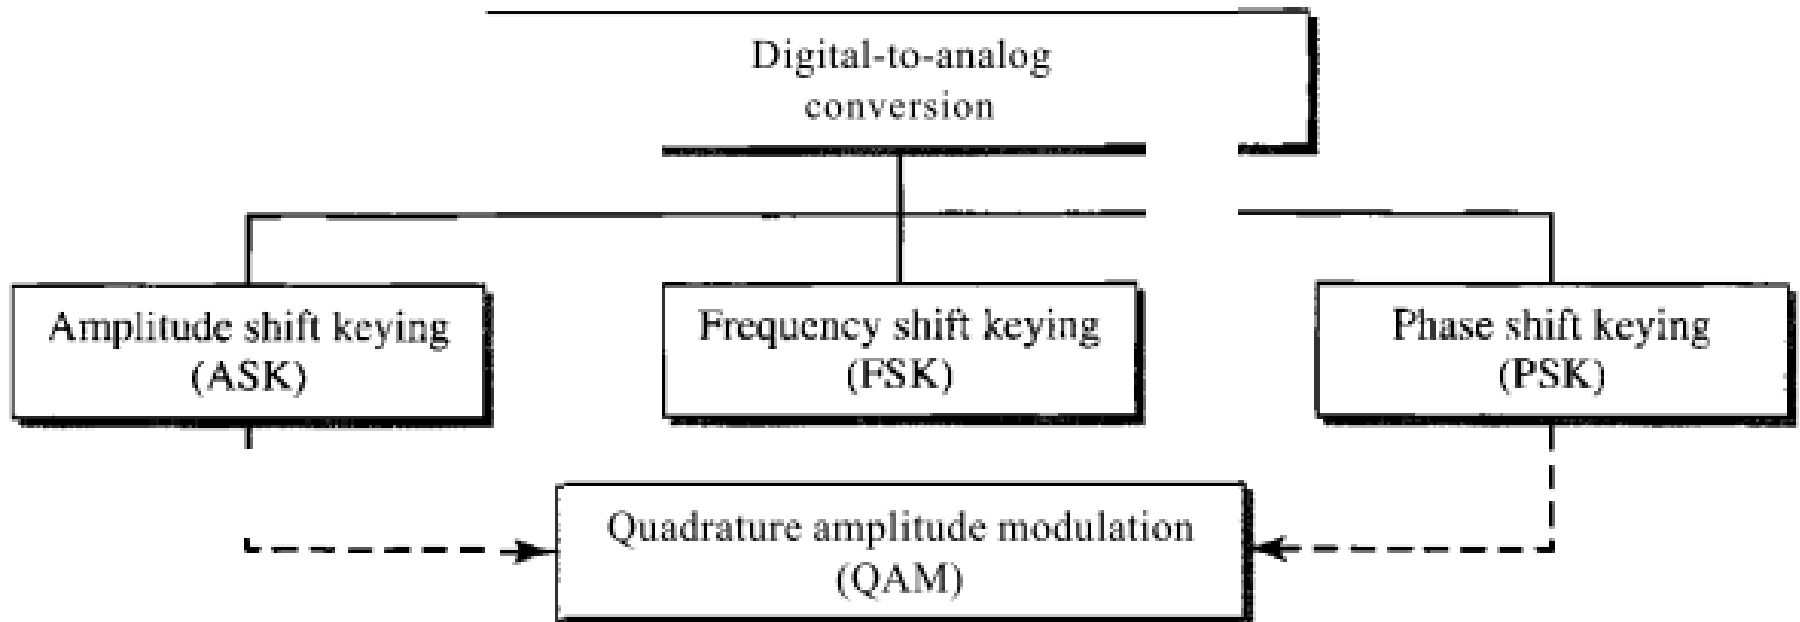 Digital-to-analog
conversion
Amplitude shift keying
(ASK)
Frequency shift keying
(FSK)
Phase shift keying
(PSK)
Quadrature amplitude modulation
(QAM)